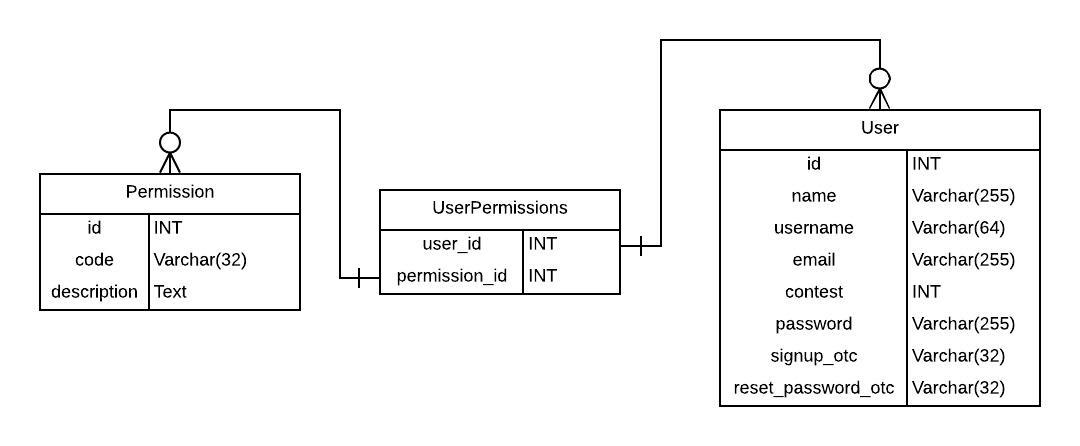 Permission
id INT
code Varchar(32)
description Text
UserPermissions
user_id INT
permission_id INT
User
id INT
name Varchar(255)
username Varchar(64)
email Varchar(255)
contest INT
password Varchar(255)
signup_otc Varchar(32)
reset_password_otc Varchar(32)